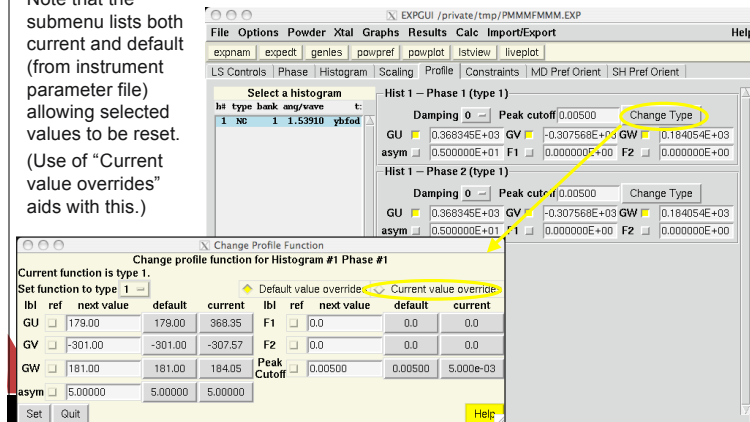 Note that the
submenu lists both
current and default
(from instrument
parameter file)
allowing selected
values to be reset.
(Use of “Current
value overrides”
aids with this.)
EXPGUI /private/tmp/PMMMFMMM.EXP
File Options Powder Xtal Graphs Results Calc Import/Export Help
expnam expedt genles powpref powplot lstview liveplot
LS Controls Phase Histogram Scaling Profile Constraints MD Pref Orient SH Pref Orient
Select a histogram
h# type bank ang/wave t:
1 NC 1 1.53910 ybfod
Hist 1 – Phase 1 (type 1)
Damping 0 Peak cutoff 0.00500 Change Type
GU 0.368345E+03 GV -0.307568E+03 GW 0.184054E+03
asym 0.500000E+01 F1 0.000000E+00 F2 0.000000E+00
Hist 1 – Phase 2 (type 1)
Damping 0 Peak cutoff 0.00500 Change Type
GU 0.368345E+03 GV -0.307568E+03 GW 0.184054E+03
asym 0.500000E+01 F1 0.000000E+00 F2 0.000000E+00
Change Profile Function
Change profile function for Histogram #1 Phase #1
Current function is type 1.
Set function to type 1 Default value overrides Current value overrides
lbl ref next value default current lbl ref next value default current
GU 179.00 179.00 368.35 F1 0.0 0.0 0.0
GV -301.00 -301.00 -307.57 F2 0.0 0.0 0.0
GW 181.00 181.00 184.05 Peak Cutoff 0.00500 0.00500 5.000e-03
asym 5.00000 5.00000 5.00000
Set Quit Help